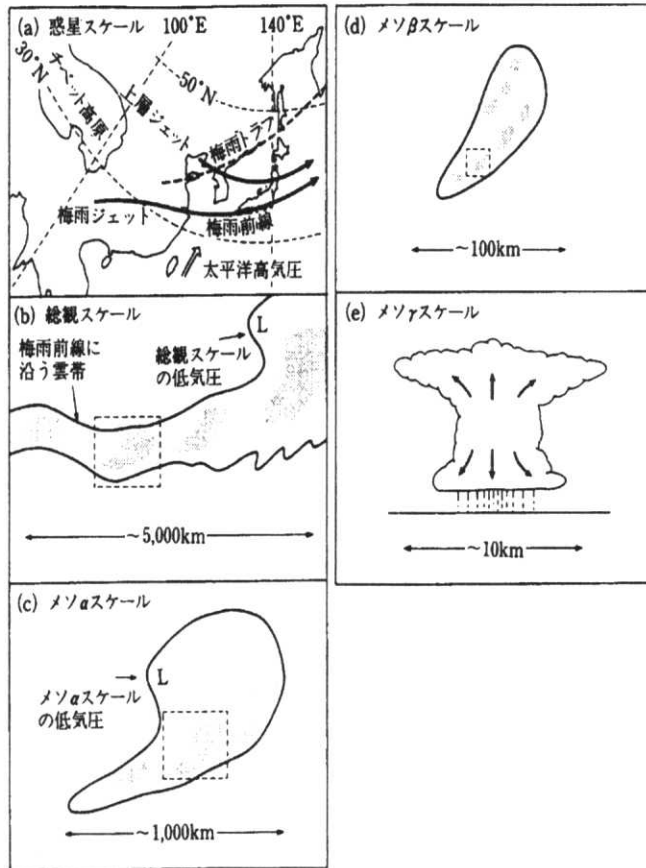 (a) 惑星スケール
100°E
140°E
30°N
チベット高原
上層ジェット
50°N
梅雨トラフ
梅雨ジェット
梅雨前線
太平洋高気圧
(b) 総観スケール
L
梅雨前線に
沿う雲帯
総観スケール
の低気圧
~5,000km
(c) メソαスケール
L
メソαスケール
の低気圧
~1,000km
(d) メソβスケール
~100km
(e) メソγスケール
~10km